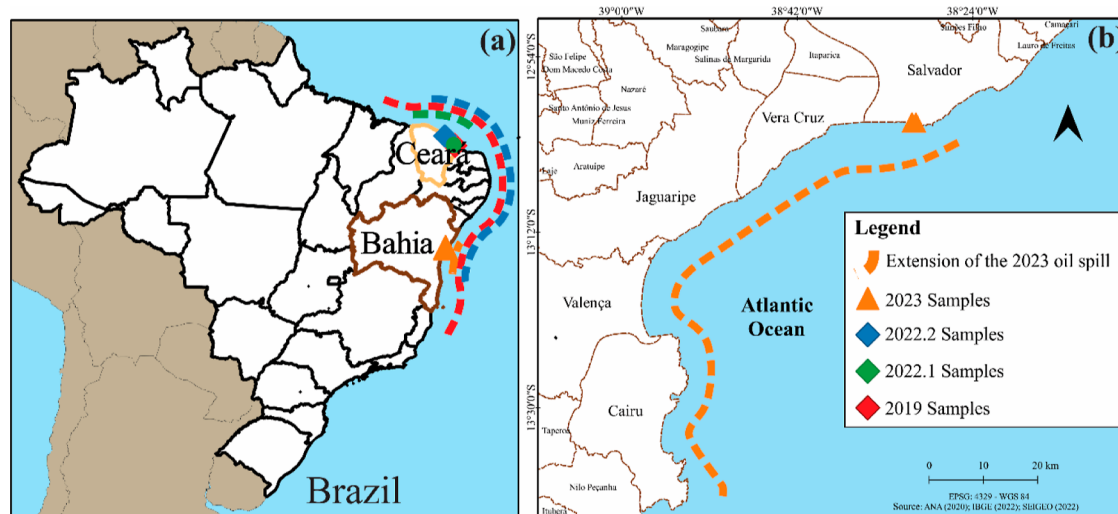 (a)
Ceará
Bahia
Brazil
39°0'0"W
38°42'0"W
38°24'0"W
(b)
12°54'0"S
13°12'0"S
13°30'0"S
Saubara
Simões Filho
Camaçari
São Felipe
Maragogipe
Itaparica
Lauro de Freitas
Dom Macedo Costa
Salinas de Margarida
Salvador
Nazaré
Santo Antônio de Jesus
Muniz Ferreira
Vera Cruz
Laje
Aratuípe
Jaguaripe
Valença
Atlantic
Ocean
Cairu
Taperoá
Nilo Peçanha
Ituberá
Legend
Extension of the 2023 oil spill
2023 Samples
2022.2 Samples
2022.1 Samples
2019 Samples
0 10 20 km
EPSG: 4329 - WGS 84
Source: ANA (2020); IBGE (2022); SEIGEO (2022)